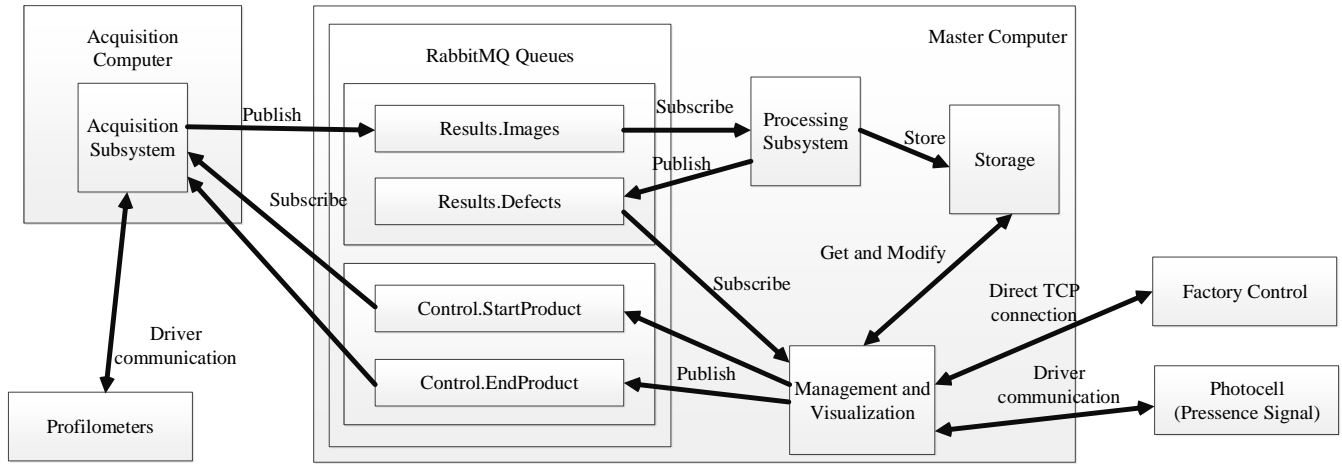 Acquisition
Computer
Master Computer
RabbitMQ Queues
Acquisition
Subsystem
Publish
Results.Images
Subscribe
Processing
Subsystem
Store
Storage
Publish
Results.Defects
Subscribe
Get and Modify
Subscribe
Control.StartProduct
Direct TCP
connection
Factory Control
Driver
communication
Control.EndProduct
Publish
Management and
Visualization
Driver
communication
Photocell
(Pressence Signal)
Profilometers